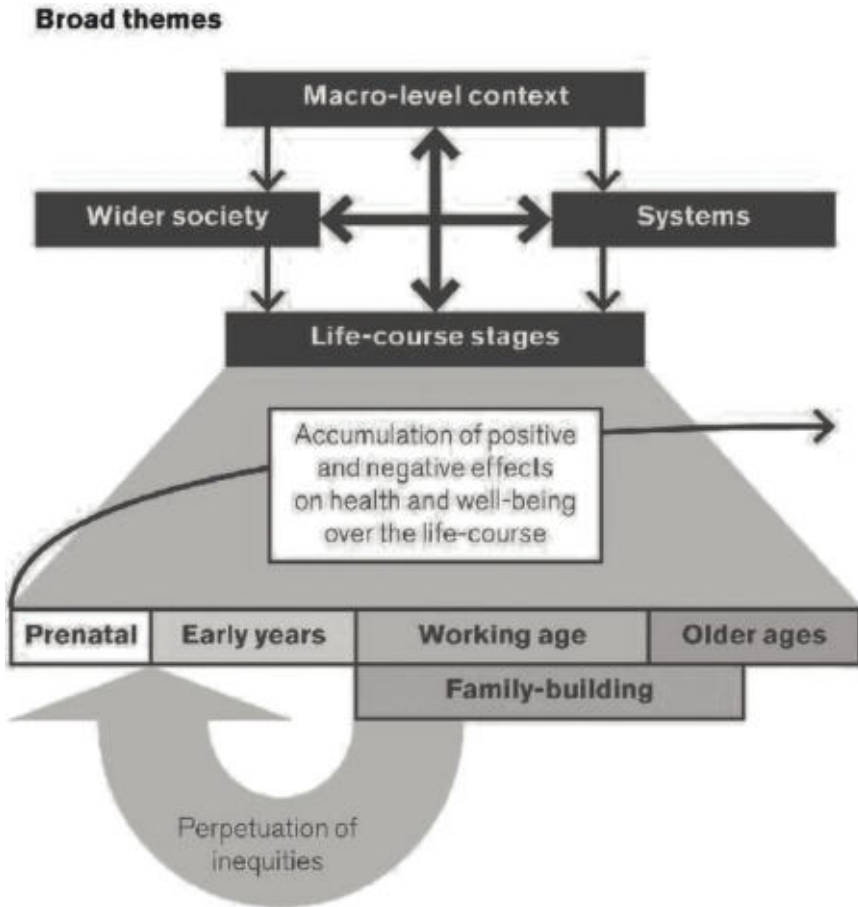 Broad themes
Macro-level context
Wider society
Systems
Life-course stages
Accumulation of positive
and negative effects
on health and well-being
over the life-course
Prenatal
Early years
Working age
Older ages
Family-building
Perpetuation of
inequities